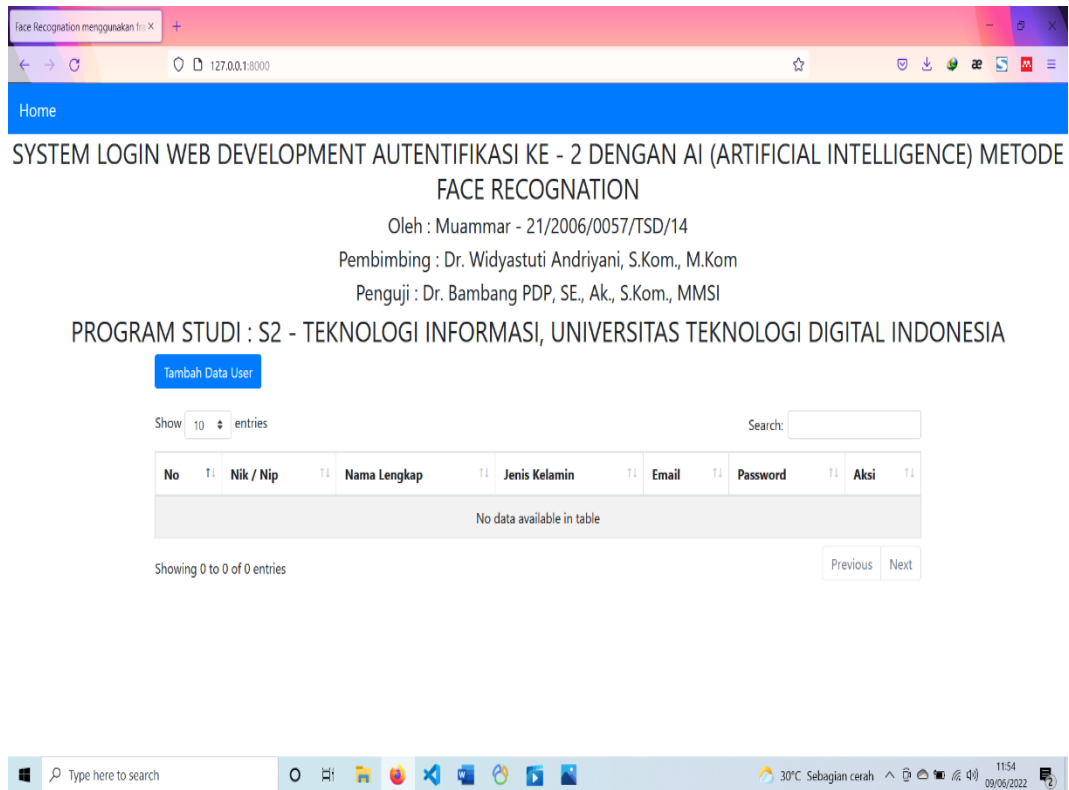 Face Recognation menggunakan fra
127.0.0.1:8000
Home
SYSTEM LOGIN WEB DEVELOPMENT AUTENTIFIKASI KE - 2 DENGAN AI (ARTIFICIAL INTELLIGENCE) METODE
FACE RECOGNATION
Oleh : Muammar - 21/2006/0057/TSD/14
Pembimbing : Dr. Widyastuti Andriyani, S.Kom., M.Kom
Penguji : Dr. Bambang PDP, SE., Ak., S.Kom., MMSI
PROGRAM STUDI : S2 - TEKNOLOGI INFORMASI, UNIVERSITAS TEKNOLOGI DIGITAL INDONESIA
Tambah Data User
Show 10 entries Search:
No Nik / Nip Nama Lengkap Jenis Kelamin Email Password Aksi
No data available in table
Showing 0 to 0 of 0 entries Previous Next
Type here to search 30°C Sebagian cerah 11:54
09/06/2022 2